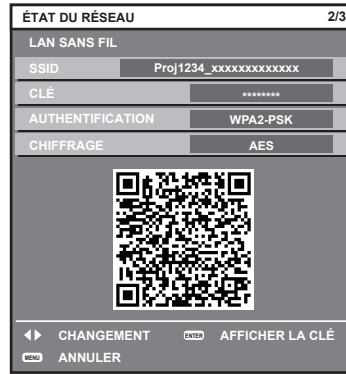 ÉTAT DU RÉSEAU 2/3
LAN SANS FIL
SSID Proj1234_xxxxxxxxxxxxx
CLÉ ********
AUTHENTIFICATION WPA2-PSK
CHIFFRAGE AES
CHANGEMENT ENTER AFFICHER LA CLÉ
MENU ANNULER